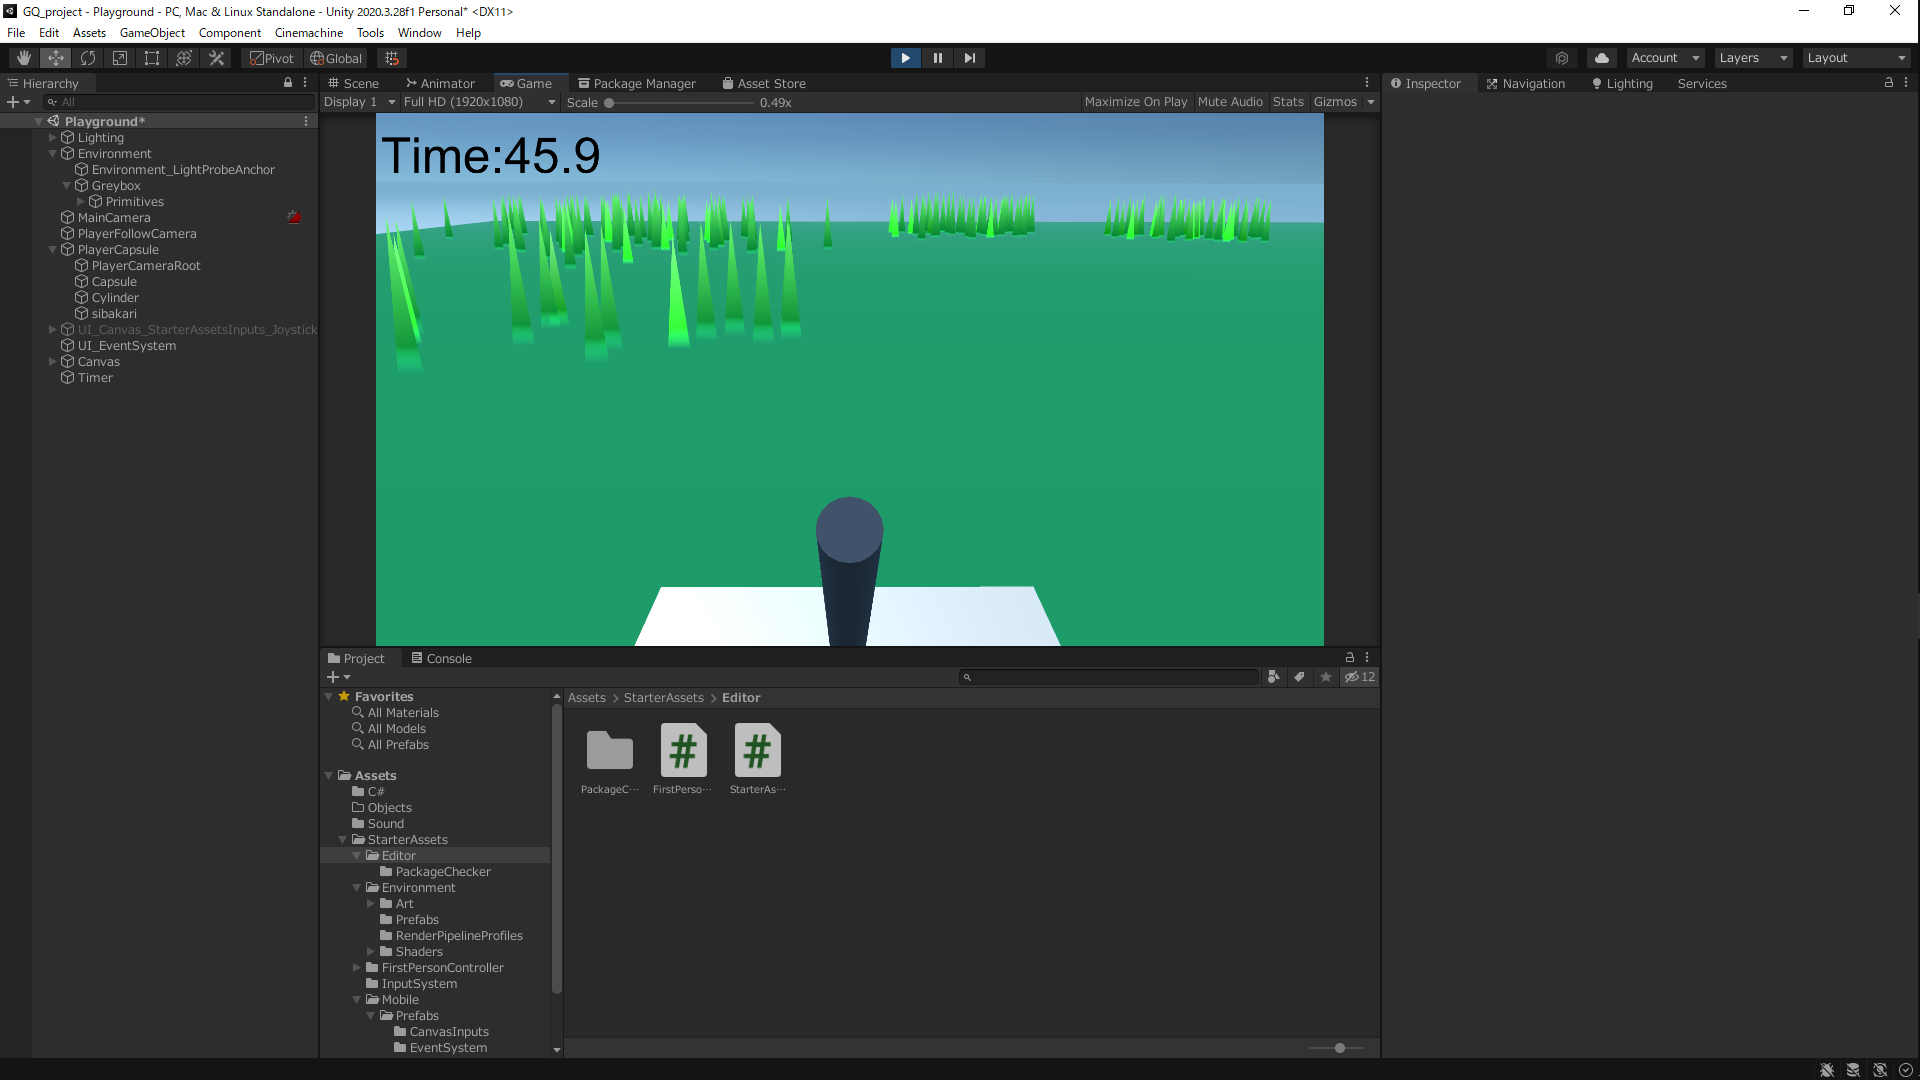 GQ_project - Playground - PC, Mac & Linux Standalone - Unity 2020.3.28f1 Personal* <DX11>
File Edit Assets GameObject Component Cinemachine Tools Window Help
Pivot Global Account Layers Layout
Hierarchy
All
Playground*
Lighting
Environment
Environment_LightProbeAnchor
Greybox
Primitives
MainCamera
PlayerFollowCamera
PlayerCapsule
PlayerCameraRoot
Capsule
Cylinder
sibakari
UI_Canvas_StarterAssetsInputs_Joystick
UI_EventSystem
Canvas
Timer
Scene Animator Game Package Manager Asset Store
Display 1 Full HD (1920x1080) Scale 0.49x Maximize On Play Mute Audio Stats Gizmos
Time:45.9
Inspector Navigation Lighting Services
Project Console
12
Favorites
All Materials
All Models
All Prefabs
Assets
C#
Objects
Sound
StarterAssets
Editor
PackageChecker
Environment
Art
Prefabs
RenderPipelineProfiles
Shaders
FirstPersonController
InputSystem
Mobile
Prefabs
CanvasInputs
EventSystem
Assets > StarterAssets > Editor
PackageC... FirstPerso... StarterAs...